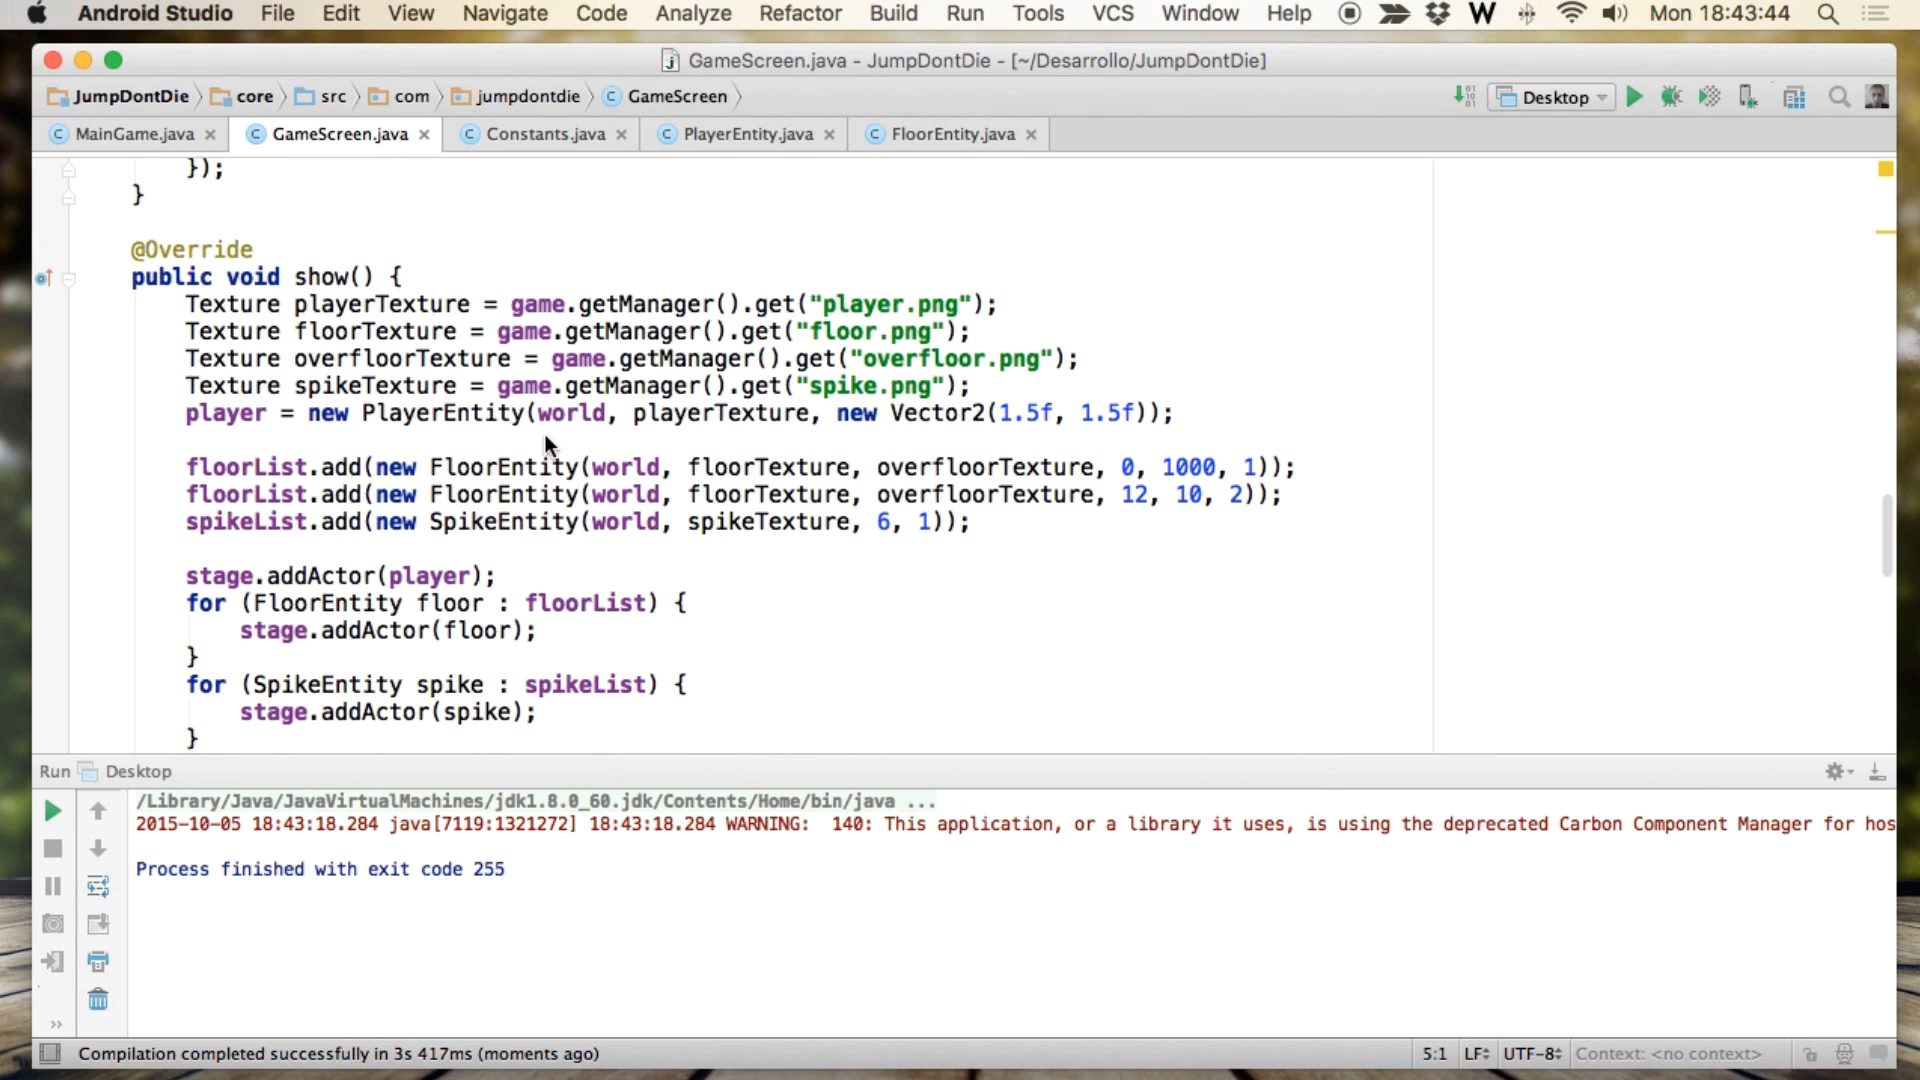 Android Studio File Edit View Navigate Code Analyze Refactor Build Run Tools VCS Window Help W Mon 18:43:44
GameScreen.java - JumpDontDie - [~/Desarrollo/JumpDontDie]
JumpDontDie core src com jumpdontdie GameScreen Desktop
MainGame.java GameScreen.java Constants.java PlayerEntity.java FloorEntity.java
});
}
@Override
public void show() {
Texture playerTexture = game.getManager().get("player.png");
Texture floorTexture = game.getManager().get("floor.png");
Texture overfloorTexture = game.getManager().get("overfloor.png");
Texture spikeTexture = game.getManager().get("spike.png");
player = new PlayerEntity(world, playerTexture, new Vector2(1.5f, 1.5f));
floorList.add(new FloorEntity(world, floorTexture, overfloorTexture, 0, 1000, 1));
floorList.add(new FloorEntity(world, floorTexture, overfloorTexture, 12, 10, 2));
spikeList.add(new SpikeEntity(world, spikeTexture, 6, 1));
stage.addActor(player);
for (FloorEntity floor : floorList) {
stage.addActor(floor);
}
for (SpikeEntity spike : spikeList) {
stage.addActor(spike);
}
Run Desktop
/Library/Java/JavaVirtualMachines/jdk1.8.0_60.jdk/Contents/Home/bin/java ...
2015-10-05 18:43:18.284 java[7119:1321272] 18:43:18.284 WARNING:  140: This application, or a library it uses, is using the deprecated Carbon Component Manager for hos
Process finished with exit code 255
Compilation completed successfully in 3s 417ms (moments ago) 5:1 LF UTF-8 Context: <no context>